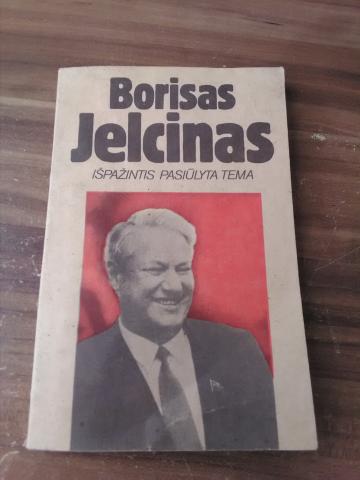 Borisas
Jelcinas
IŠPAŽINTIS PASIŪLYTA TEMA